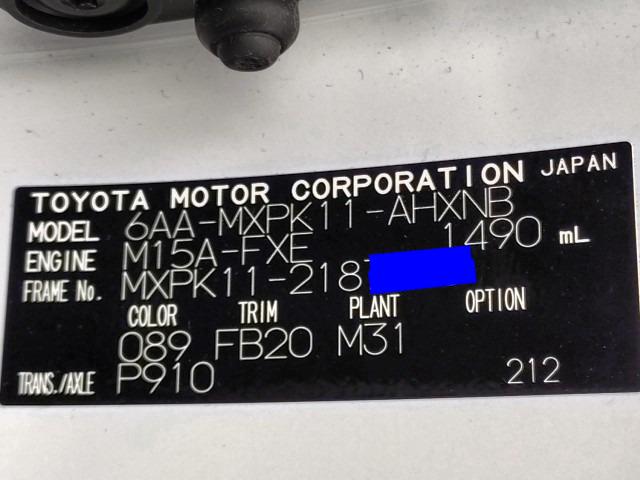 TOYOTA MOTOR CORPORATION JAPAN
MODEL 6AA-MXPK11-AHXNB
ENGINE M15A-FXE 1490 mL
FRAME No. MXPK11-218
COLOR TRIM PLANT OPTION
089 FB20 M31
TRANS./AXLE P910 212